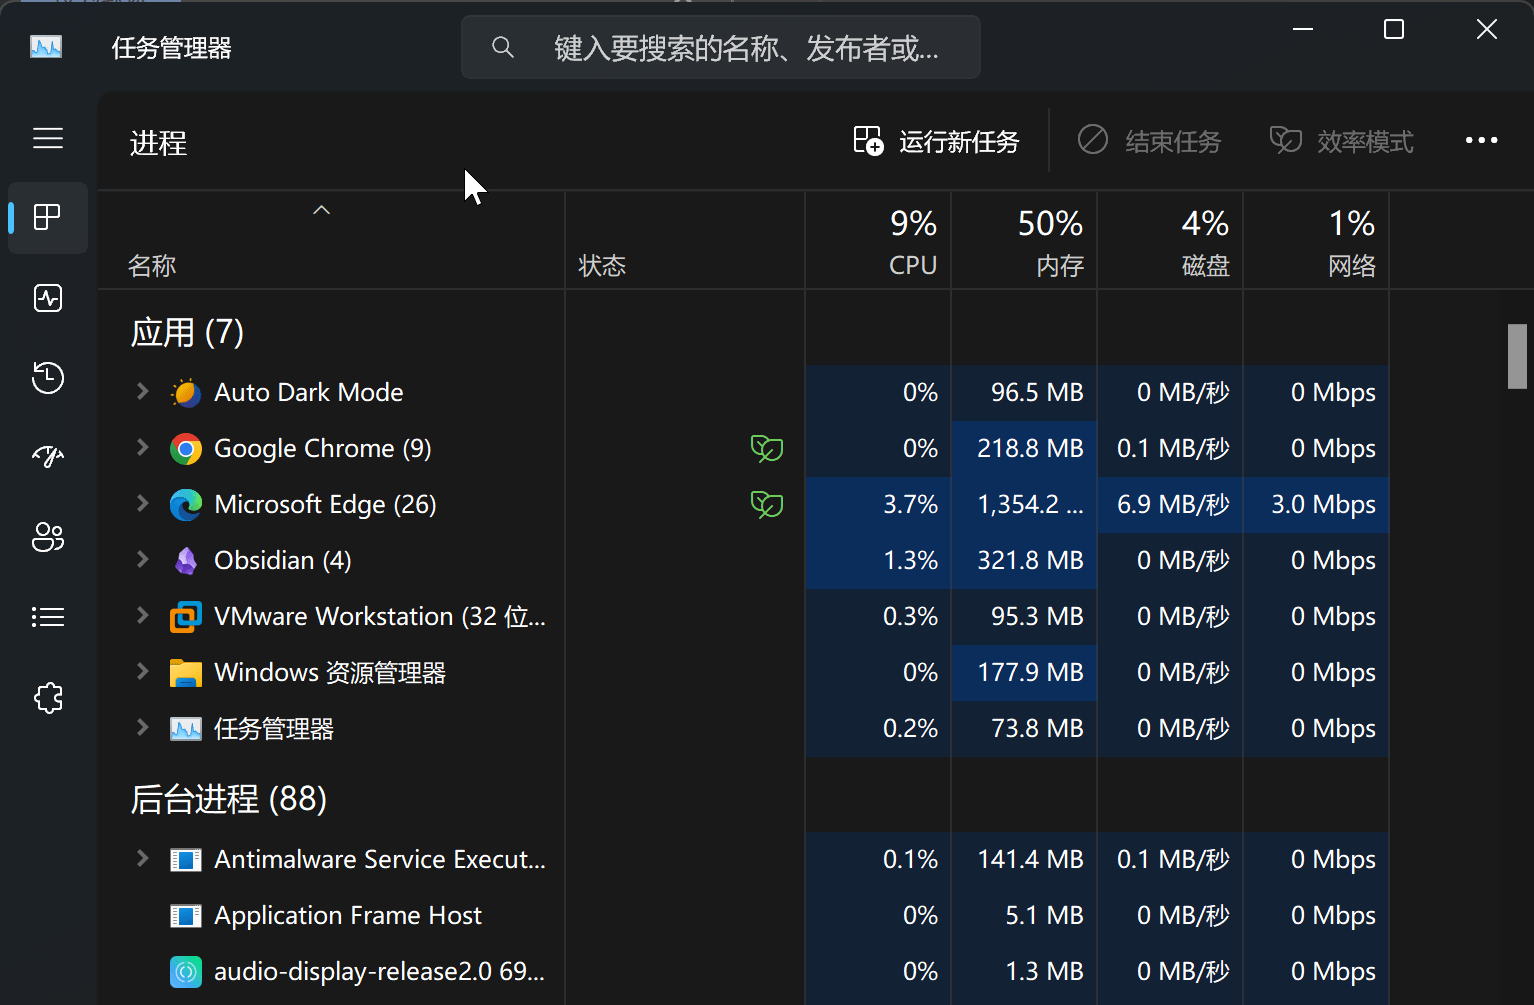 任务管理器
键入要搜索的名称、发布者或...
进程
运行新任务
结束任务
效率模式
9% 50% 4% 1%
名称 状态 CPU 内存 磁盘 网络
应用 (7)
Auto Dark Mode 0% 96.5 MB 0 MB/秒 0 Mbps
Google Chrome (9) 0% 218.8 MB 0.1 MB/秒 0 Mbps
Microsoft Edge (26) 3.7% 1,354.2 ... 6.9 MB/秒 3.0 Mbps
Obsidian (4) 1.3% 321.8 MB 0 MB/秒 0 Mbps
VMware Workstation (32 位... 0.3% 95.3 MB 0 MB/秒 0 Mbps
Windows 资源管理器 0% 177.9 MB 0 MB/秒 0 Mbps
任务管理器 0.2% 73.8 MB 0 MB/秒 0 Mbps
后台进程 (88)
Antimalware Service Execut... 0.1% 141.4 MB 0.1 MB/秒 0 Mbps
Application Frame Host 0% 5.1 MB 0 MB/秒 0 Mbps
audio-display-release2.0 69... 0% 1.3 MB 0 MB/秒 0 Mbps